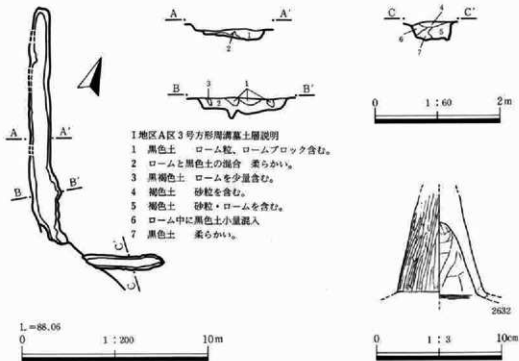 A A′
2 1
B B′
3 1
2
C 4 C′
6 5
7
0 1：60 2m
A A′
B B′
C C′
I地区A区3号方形周溝墓土層説明
1 黒色土 ローム粒、ロームブロック含む。
2 ロームと黒色土の混合 柔らかい。
3 黒褐色土 ロームを少量含む。
4 褐色土 砂粒を含む。
5 褐色土 砂粒・ロームを含む。
6 ローム中に黒色土小量混入
7 黒色土 柔らかい。
2632
L=88.06
0 1：200 10m
0 1：3 10cm